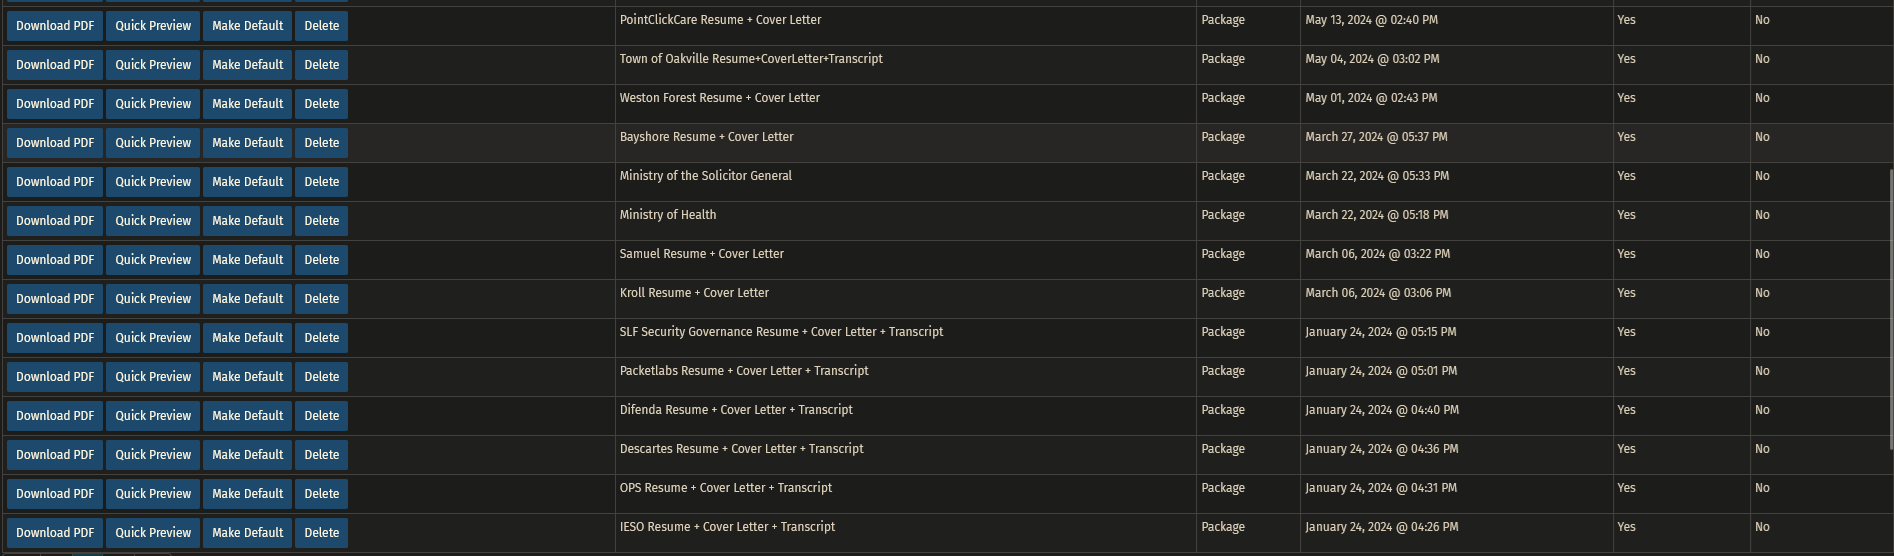 Download PDF Quick Preview Make Default Delete PointClickCare Resume + Cover Letter Package May 13, 2024 @ 02:40 PM Yes No
Download PDF Quick Preview Make Default Delete Town of Oakville Resume+CoverLetter+Transcript Package May 04, 2024 @ 03:02 PM Yes No
Download PDF Quick Preview Make Default Delete Weston Forest Resume + Cover Letter Package May 01, 2024 @ 02:43 PM Yes No
Download PDF Quick Preview Make Default Delete Bayshore Resume + Cover Letter Package March 27, 2024 @ 05:37 PM Yes No
Download PDF Quick Preview Make Default Delete Ministry of the Solicitor General Package March 22, 2024 @ 05:33 PM Yes No
Download PDF Quick Preview Make Default Delete Ministry of Health Package March 22, 2024 @ 05:18 PM Yes No
Download PDF Quick Preview Make Default Delete Samuel Resume + Cover Letter Package March 06, 2024 @ 03:22 PM Yes No
Download PDF Quick Preview Make Default Delete Kroll Resume + Cover Letter Package March 06, 2024 @ 03:06 PM Yes No
Download PDF Quick Preview Make Default Delete SLF Security Governance Resume + Cover Letter + Transcript Package January 24, 2024 @ 05:15 PM Yes No
Download PDF Quick Preview Make Default Delete Packetlabs Resume + Cover Letter + Transcript Package January 24, 2024 @ 05:01 PM Yes No
Download PDF Quick Preview Make Default Delete Difenda Resume + Cover Letter + Transcript Package January 24, 2024 @ 04:40 PM Yes No
Download PDF Quick Preview Make Default Delete Descartes Resume + Cover Letter + Transcript Package January 24, 2024 @ 04:36 PM Yes No
Download PDF Quick Preview Make Default Delete OPS Resume + Cover Letter + Transcript Package January 24, 2024 @ 04:31 PM Yes No
Download PDF Quick Preview Make Default Delete IESO Resume + Cover Letter + Transcript Package January 24, 2024 @ 04:26 PM Yes No